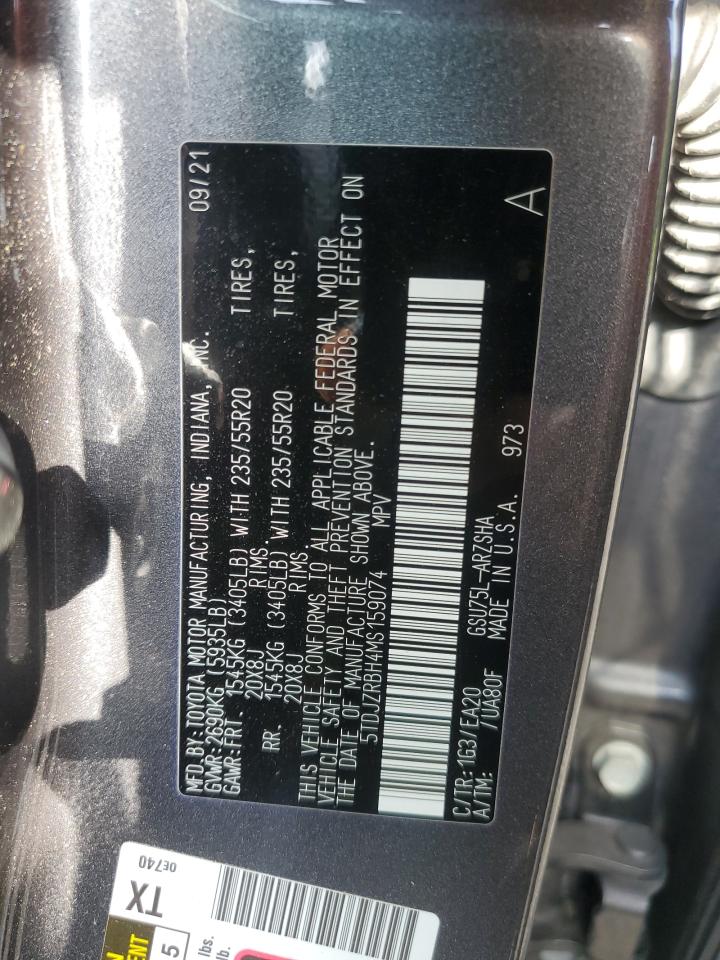 MFD.BY:TOYOTA MOTOR MANUFACTURING, INDIANA, INC. 09/21
GVWR:2690KG (5935LB)
GAWR:FRT. 1545KG (3405LB) WITH 235/55R20 TIRES,
20X8J RIMS
RR. 1545KG (3405LB) WITH 235/55R20 TIRES,
20X8J RIMS
THIS VEHICLE CONFORMS TO ALL APPLICABLE FEDERAL MOTOR
VEHICLE SAFETY AND THEFT PREVENTION STANDARDS IN EFFECT ON
THE DATE OF MANUFACTURE SHOWN ABOVE.
5TDJZRBH4MS159074 MPV
C/TR:1G3/EA20 GSU75L-ARZSHA
A/TM: /UA80F MADE IN U.S.A. 973 A
0E740
TX
5
lbs.
lb.